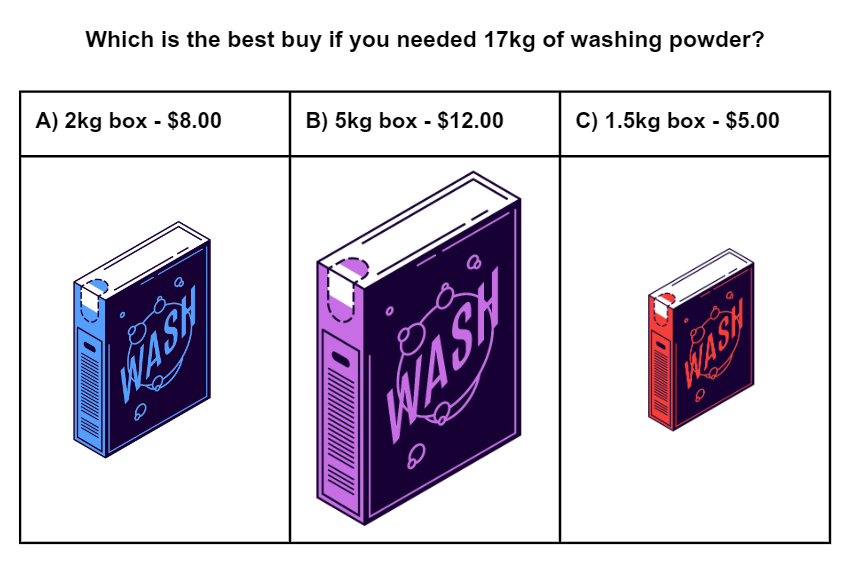 Which is the best buy if you needed 17kg of washing powder?
A) 2kg box - $8.00
B) 5kg box - $12.00
C) 1.5kg box - $5.00
WASH
WASH
WASH